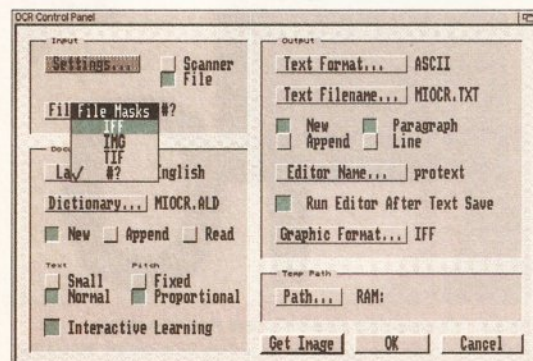 OCR Control Panel
Input
Settings...
Scanner
File
Fil
#?
File Masks
IFF
IMG
TIF
√ #?
Docu
La
English
Dictionary... MIOCR.ALD
New Append Read
Text
Small
Normal
Pitch
Fixed
Proportional
Interactive Learning
Output
Text Format... ASCII
Text Filename... MIOCR.TXT
New
Append
Paragraph
Line
Editor Name... protext
Run Editor After Text Save
Graphic Format... IFF
Temp Path
Path... RAM:
Get Image
OK
Cancel